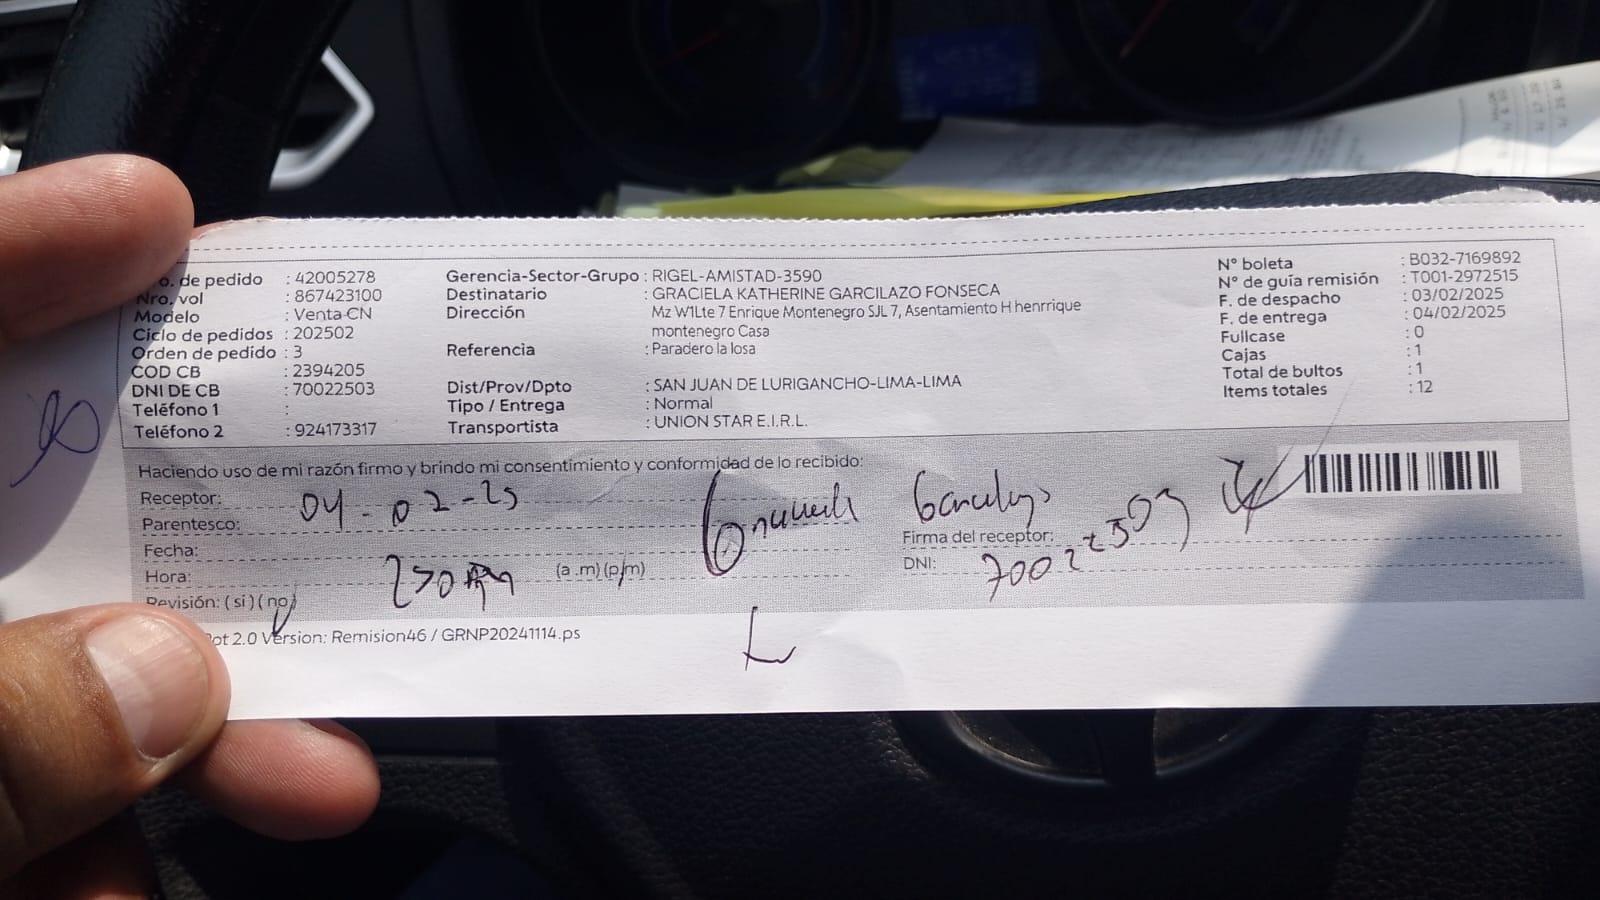 o. de pedido : 42005278
Nro. vol : 867423100
Modelo : Venta CN
Ciclo de pedidos : 202502
Orden de pedido : 3
COD CB : 2394205
DNI DE CB : 70022503
Teléfono 1 :
Teléfono 2 : 924173317
Gerencia-Sector-Grupo : RIGEL-AMISTAD-3590
Destinatario : GRACIELA KATHERINE GARCILAZO FONSECA
Dirección Mz W1Lte 7 Enrique Montenegro SJL 7, Asentamiento H henrrique
montenegro Casa
Referencia : Paradero la losa
Dist/Prov/Dpto : SAN JUAN DE LURIGANCHO-LIMA-LIMA
Tipo / Entrega : Normal
Transportista : UNION STAR E.I.R.L.
N° boleta : B032-7169892
N° de guía remisión : T001-2972515
F. de despacho : 03/02/2025
F. de entrega : 04/02/2025
Fullcase : 0
Cajas : 1
Total de bultos : 1
Items totales : 12
Haciendo uso de mi razón firmo y brindo mi consentimiento y conformidad de lo recibido:
Receptor:
04-02-25
Parentesco:
Fecha:
Hora: (a.m)(p/m)
Revisión: (si)(no)
Firma del receptor:
DNI: 70022503
ot 2.0 Version: Remision46 / GRNP20241114.ps